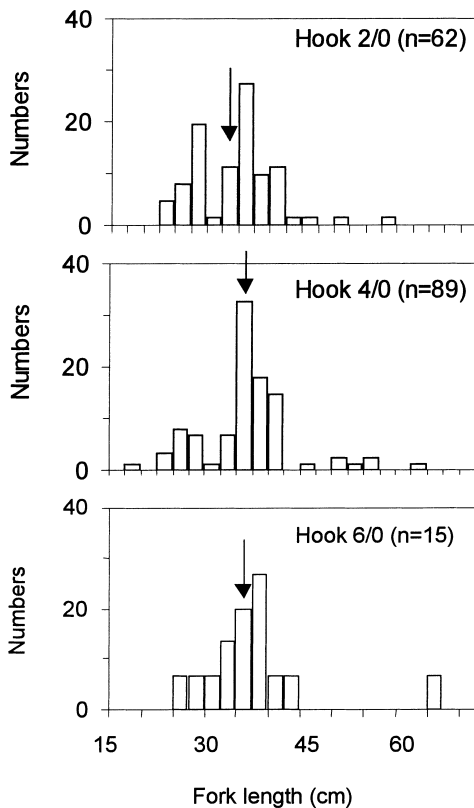 40
Hook 2/0 (n=62)
Numbers
20
0
40
Hook 4/0 (n=89)
Numbers
20
0
40
Hook 6/0 (n=15)
Numbers
20
0
15 30 45 60
Fork length (cm)